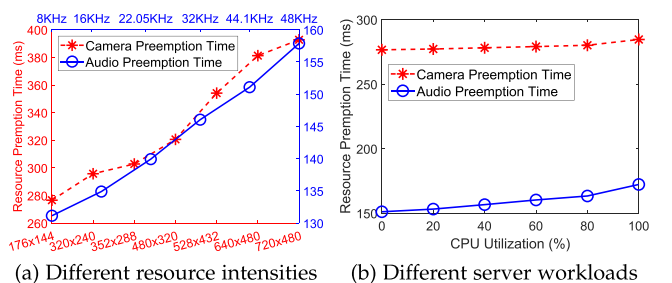 8KHz 16KHz 22.05KHz 32KHz 44.1KHz 48KHz
400 160
380 155
360 150
340 145
320 140
300
280 135
260 130
Resource Preemption Time (ms)
Camera Preemption Time
Audio Preemption Time
176x144 320x240 352x288 480x320 528x432 640x480 720x480
(a) Different resource intensities
300
250
200
150
Resource Preemption Time (ms)
Camera Preemption Time
Audio Preemption Time
0 20 40 60 80 100
CPU Utilization (%)
(b) Different server workloads